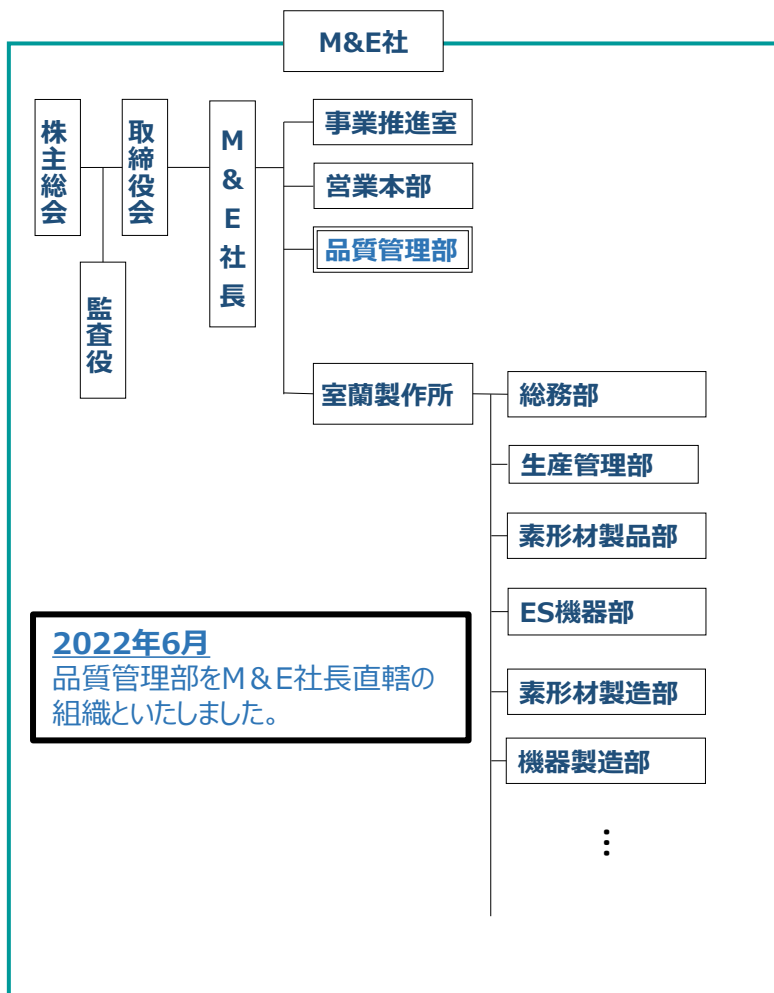 M&E社
株主総会
取締役会
M&E社長
監査役
事業推進室
営業本部
品質管理部
室蘭製作所
総務部
生産管理部
素形材製品部
ES機器部
素形材製造部
機器製造部
⋮
2022年6月
品質管理部をM&E社長直轄の
組織といたしました。